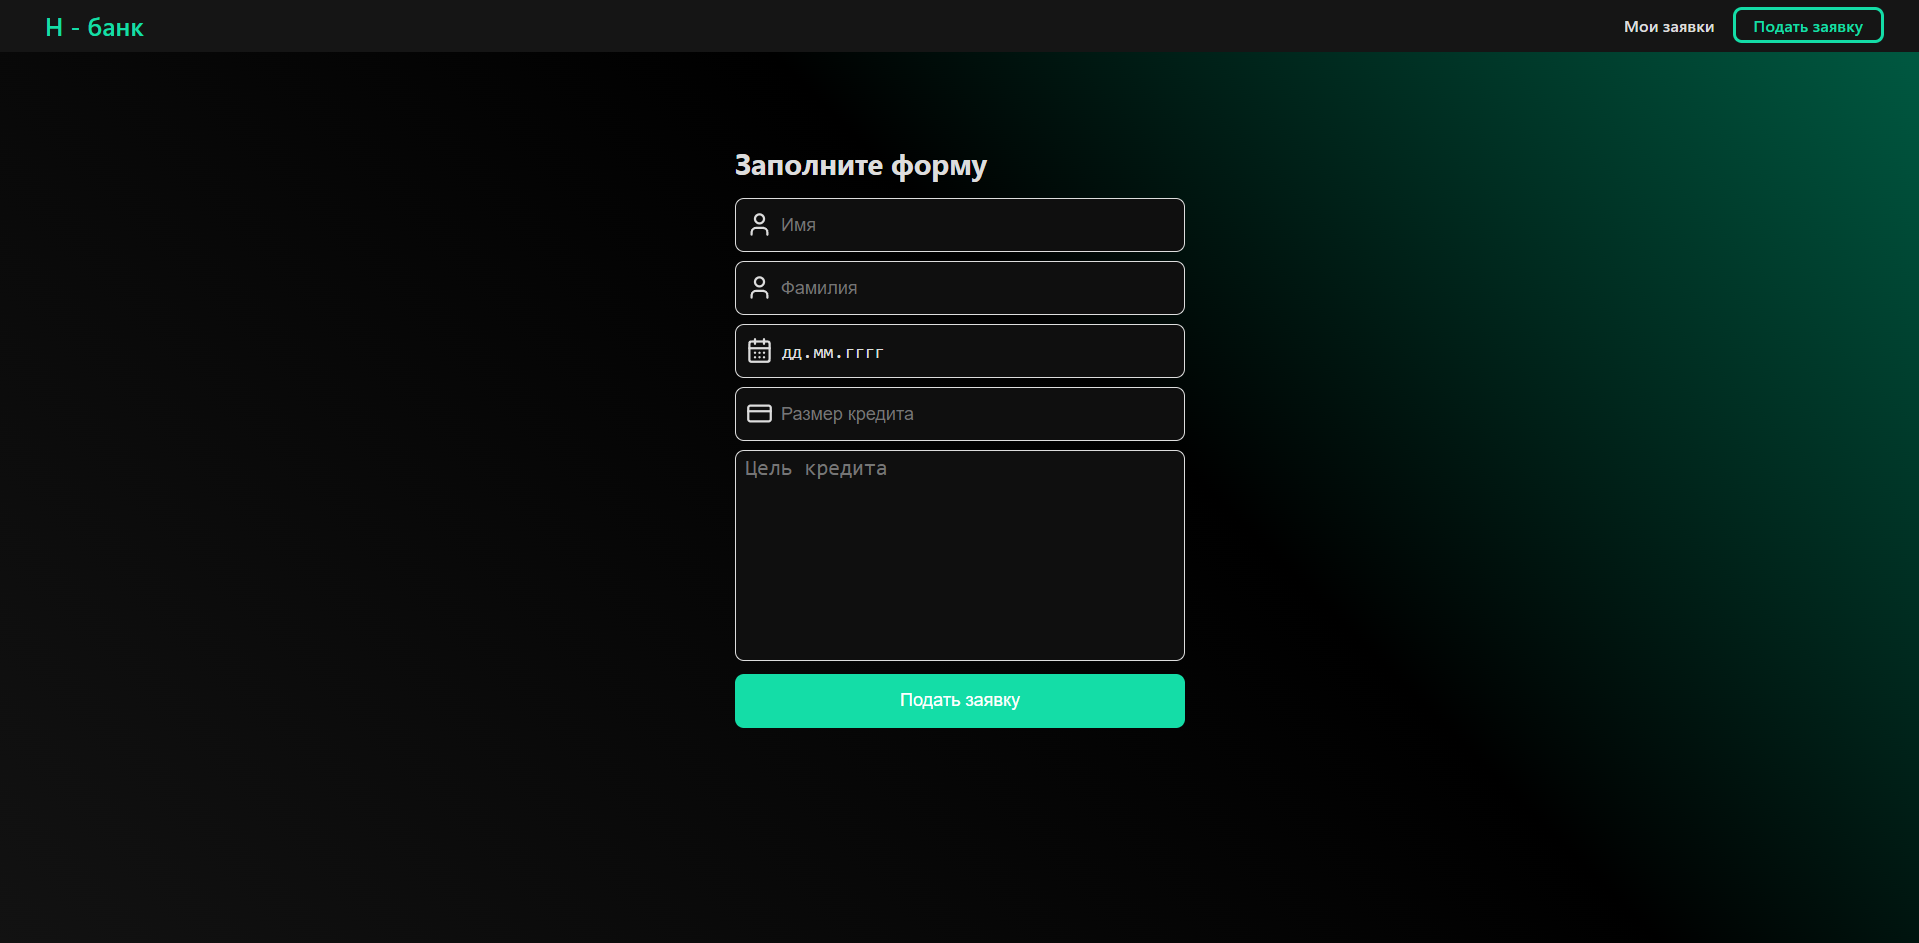 Н - банк
Мои заявки
Подать заявку
Заполните форму
Имя
Фамилия
дд.мм.гггг
Размер кредита
Цель кредита
Подать заявку